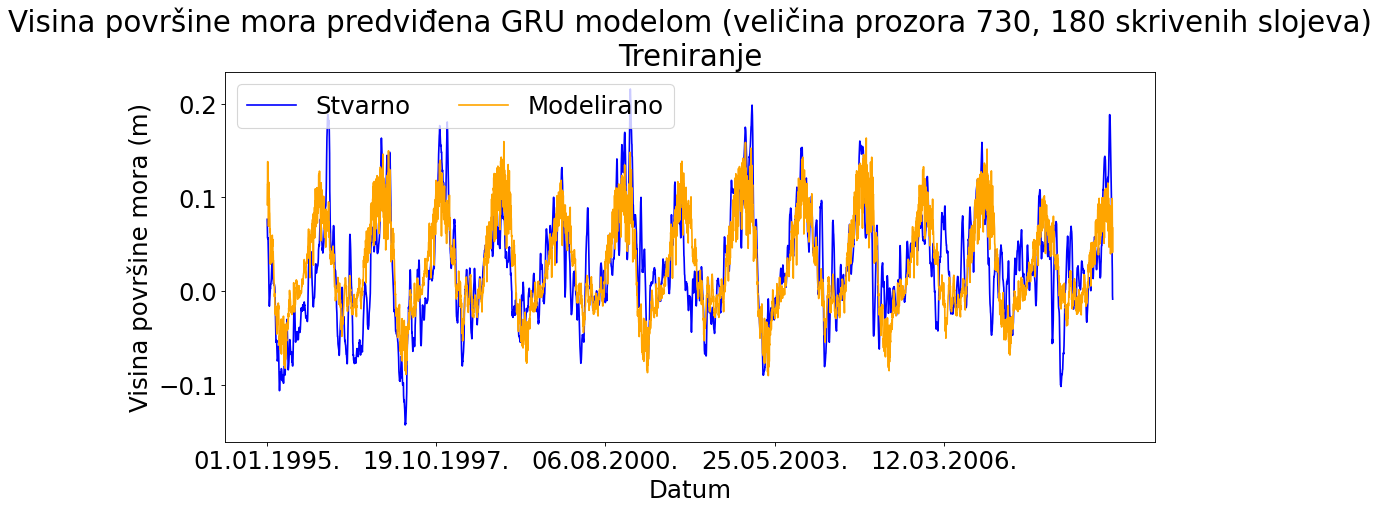 Visina površine mora predviđena GRU modelom (veličina prozora 730, 180 skrivenih slojeva)
Treniranje
Stvarno Modelirano
Visina površine mora (m)
0.2
0.1
0.0
−0.1
01.01.1995. 19.10.1997. 06.08.2000. 25.05.2003. 12.03.2006.
Datum